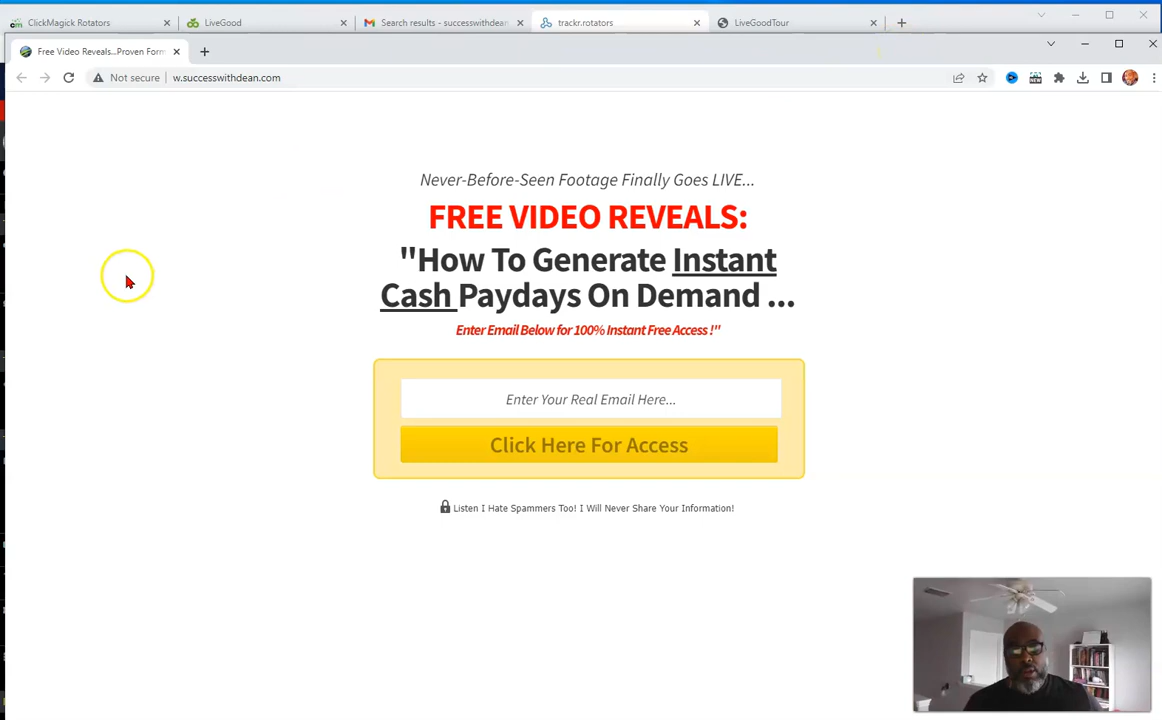 ClickMagick Rotators
LiveGood
Search results - successwithdean
trackr.rotators
LiveGoodTour
Free Video Reveals...Proven Form
Not secure
w.successwithdean.com
NEW
Never-Before-Seen Footage Finally Goes LIVE...
FREE VIDEO REVEALS:
"How To Generate Instant
Cash Paydays On Demand ...
Enter Email Below for 100% Instant Free Access !"
Enter Your Real Email Here...
Click Here For Access
Listen I Hate Spammers Too! I Will Never Share Your Information!